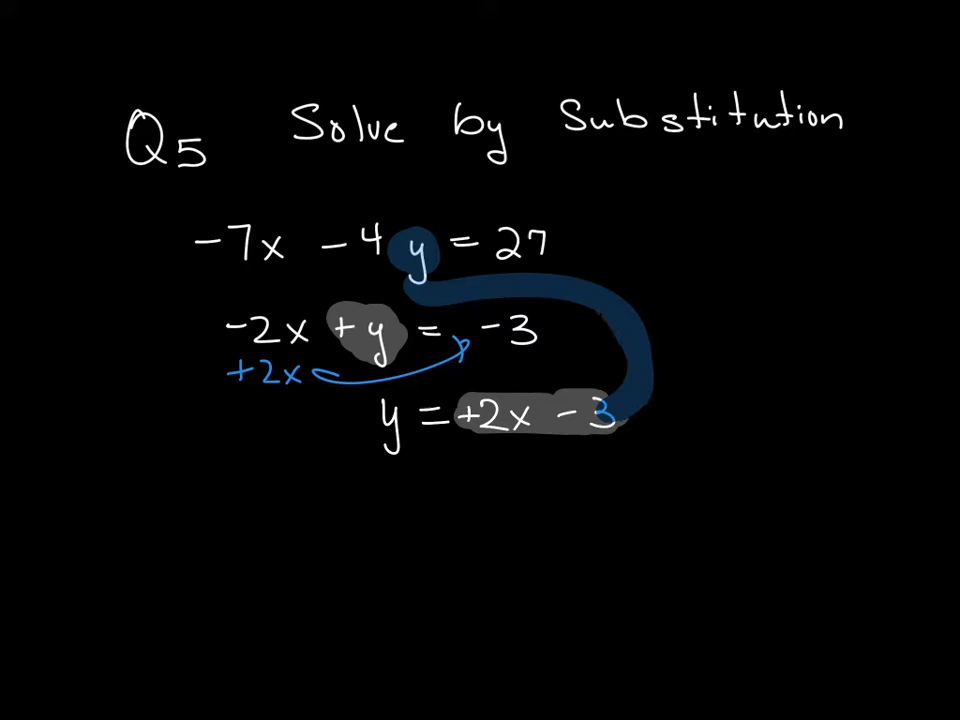 Q5 Solve by Substitution
-7x - 4y = 27
-2x + y = -3
+2x
y = +2x - 3